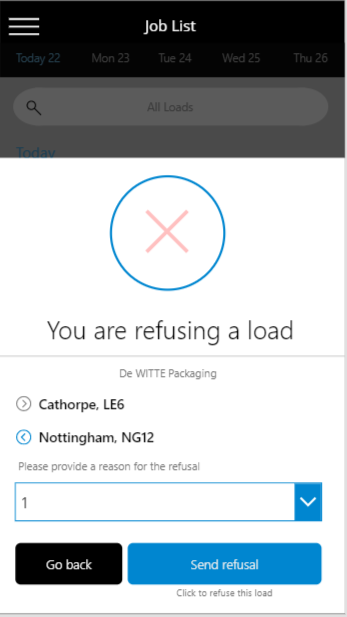 Job List
Today 22 Mon 23 Tue 24 Wed 25 Thu 26
All Loads
Today
You are refusing a load
De WITTE Packaging
Cathorpe, LE6
Nottingham, NG12
Please provide a reason for the refusal
1
Go back Send refusal
Click to refuse this load